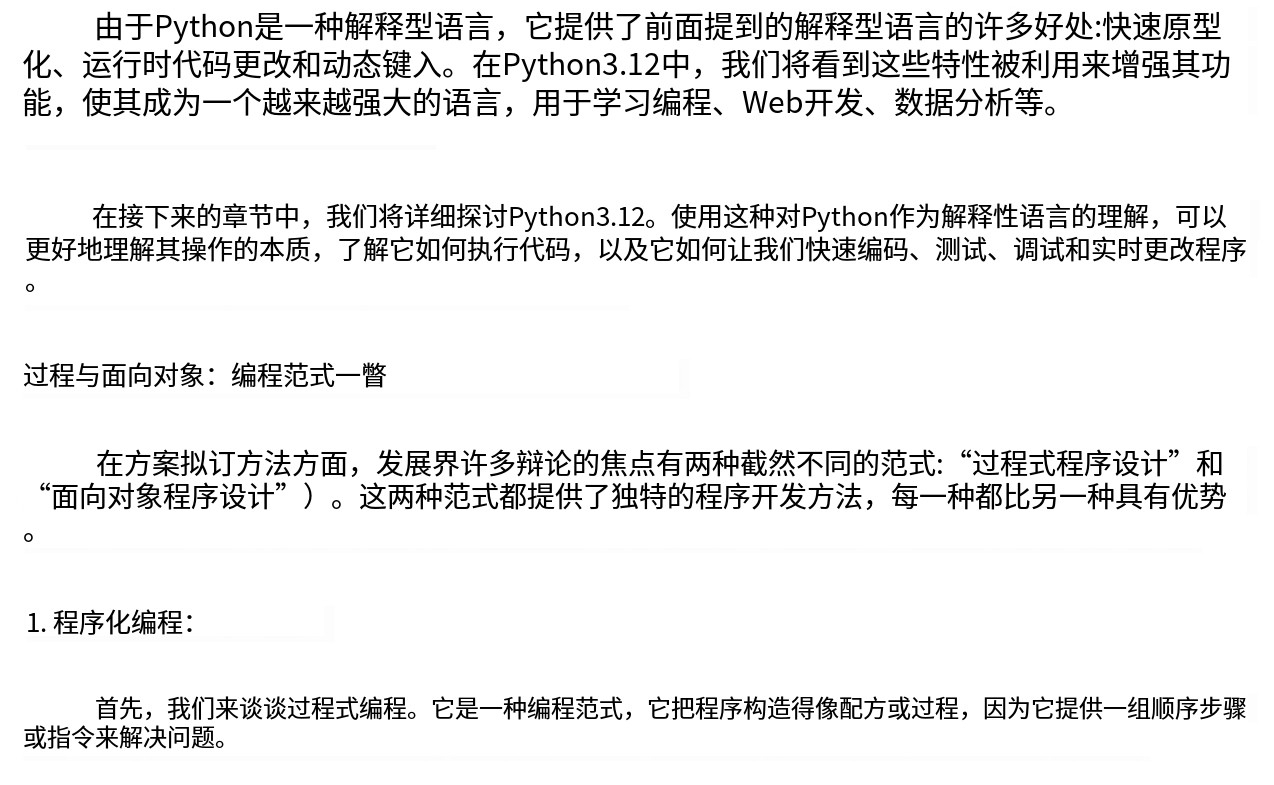 由于Python是一种解释型语言，它提供了前面提到的解释型语言的许多好处:快速原型
化、运行时代码更改和动态键入。在Python3.12中，我们将看到这些特性被利用来增强其功
能，使其成为一个越来越强大的语言，用于学习编程、Web开发、数据分析等。
在接下来的章节中，我们将详细探讨Python3.12。使用这种对Python作为解释性语言的理解，可以
更好地理解其操作的本质，了解它如何执行代码，以及它如何让我们快速编码、测试、调试和实时更改程序
。
过程与面向对象：编程范式一瞥
在方案拟订方法方面，发展界许多辩论的焦点有两种截然不同的范式:“过程式程序设计”和
“面向对象程序设计”）。这两种范式都提供了独特的程序开发方法，每一种都比另一种具有优势
。
1. 程序化编程：
首先，我们来谈谈过程式编程。它是一种编程范式，它把程序构造得像配方或过程，因为它提供一组顺序步骤
或指令来解决问题。